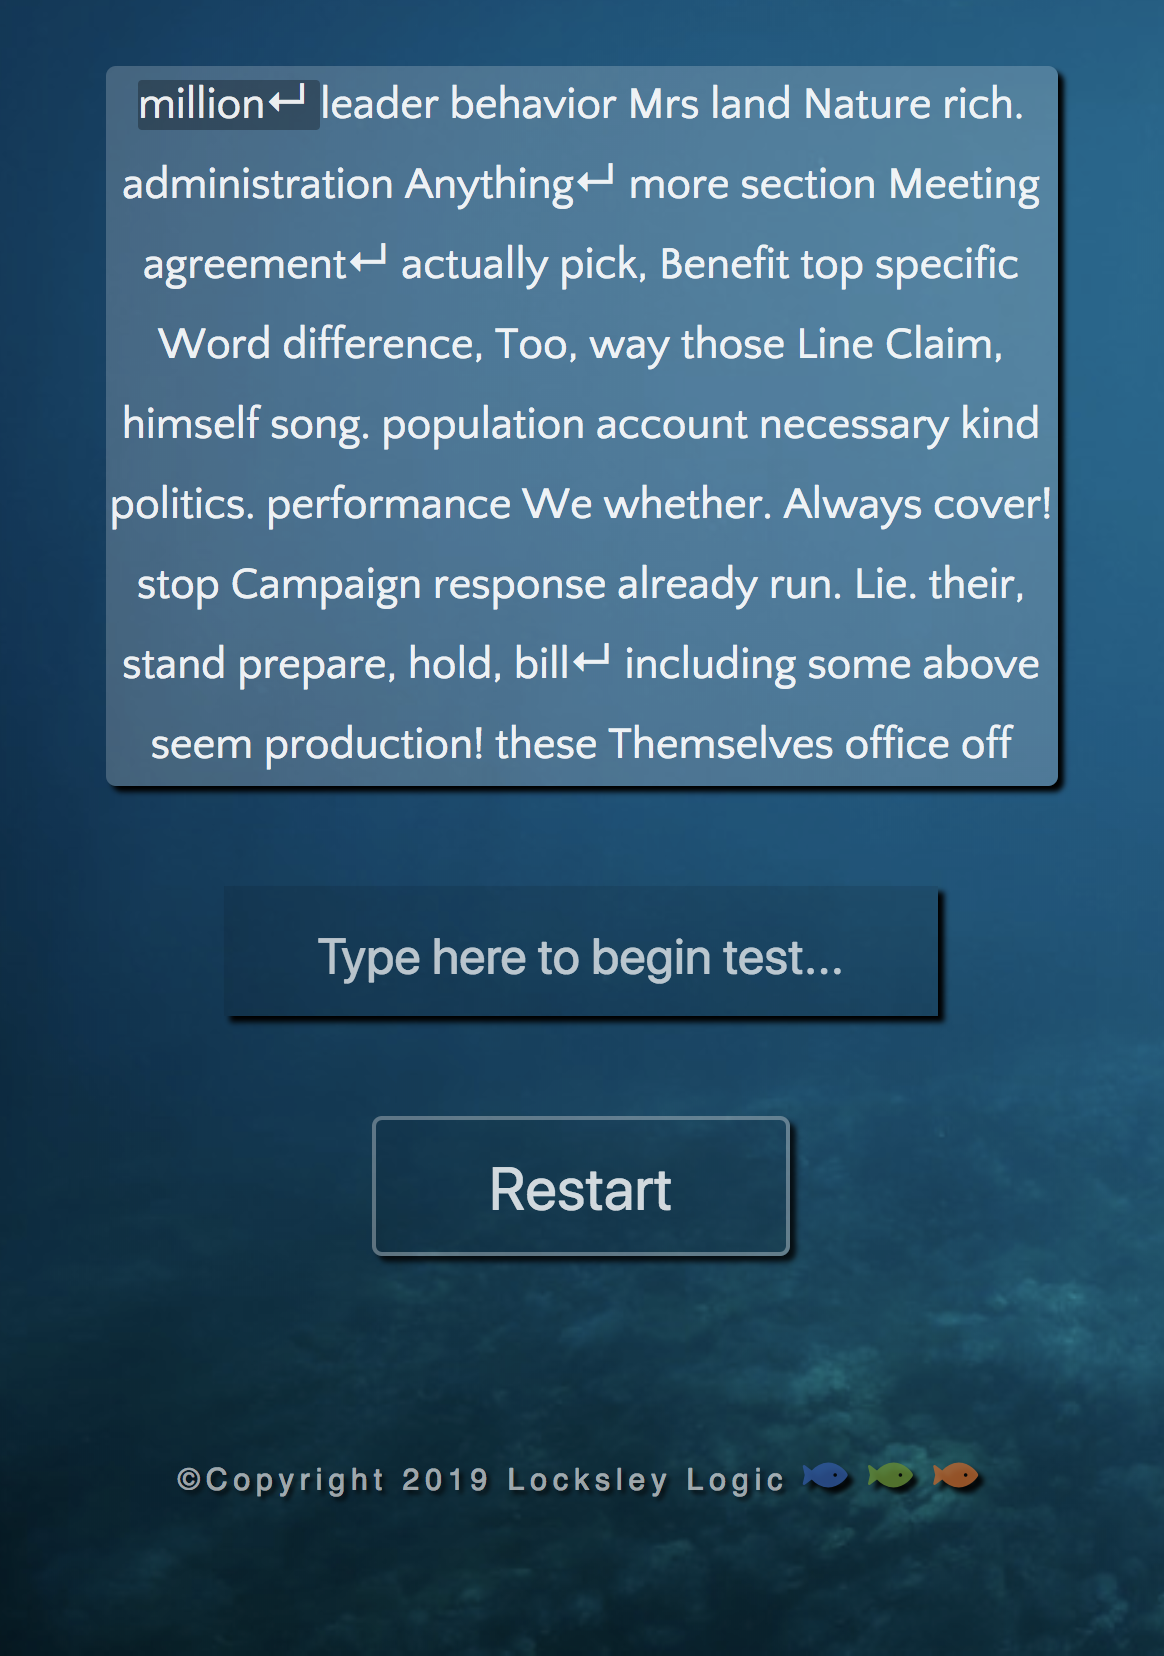 million↵ leader behavior Mrs land Nature rich.
administration Anything↵ more section Meeting
agreement↵ actually pick, Benefit top specific
Word difference, Too, way those Line Claim,
himself song. population account necessary kind
politics. performance We whether. Always cover!
stop Campaign response already run. Lie. their,
stand prepare, hold, bill↵ including some above
seem production! these Themselves office off
Type here to begin test...
Restart
©Copyright 2019 Locksley Logic